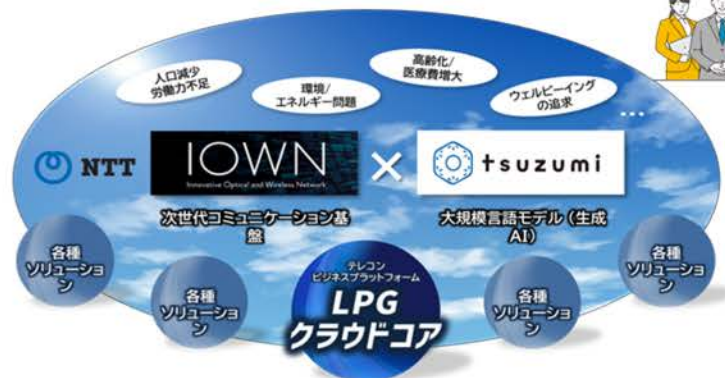 人口減少
労働力不足
環境/
エネルギー問題
高齢化/
医療費増大
ウェルビーイング
の追求
…
NTT
IOWN
Innovative Optical and Wireless Network
×
tsuzumi
次世代コミュニケーション基
盤
大規模言語モデル（生成
AI）
各種
ソリューショ
ン
各種
ソリューショ
ン
テレコン
ビジネスプラットフォーム
LPG
クラウドコア
各種
ソリューショ
ン
各種
ソリューショ
ン